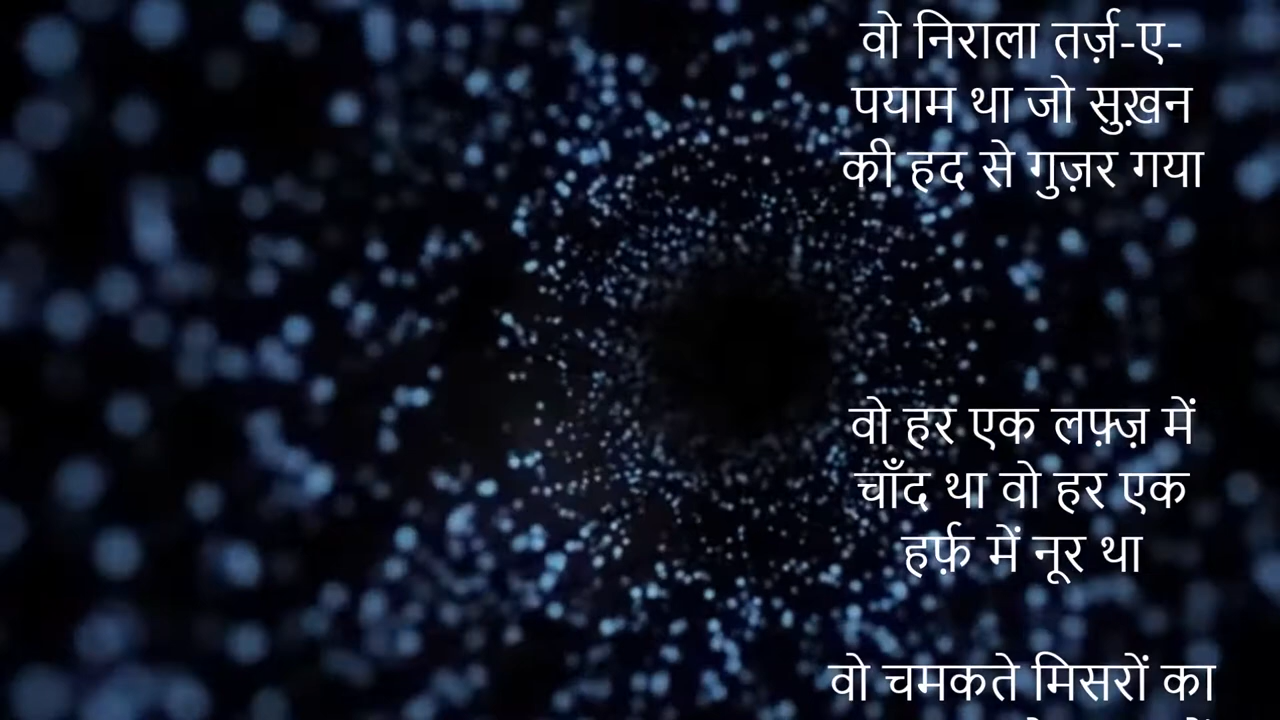 वो निराला तर्ज़-ए-
पयाम था जो सुख़न
की हद से गुज़र गया
वो हर एक लफ़्ज़ में
चाँद था वो हर एक
हर्फ़ में नूर था
वो चमकते मिसरों का